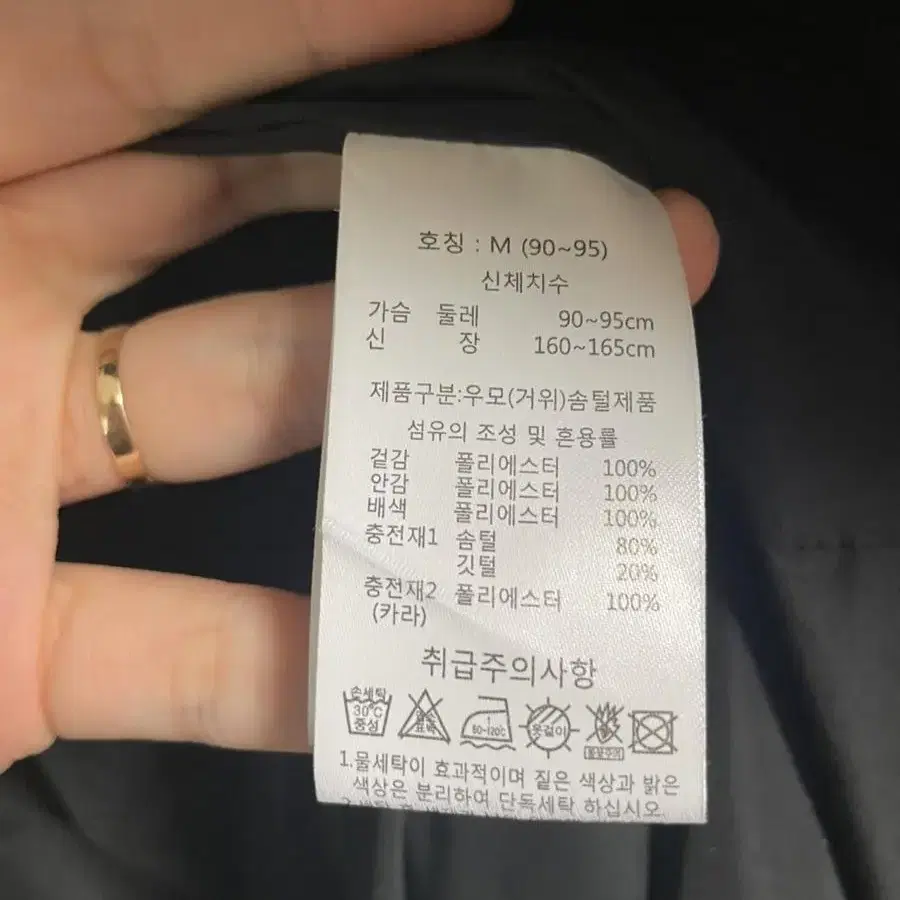 호칭 : M (90~95)
신체치수
가슴 둘레 90~95cm
신 장 160~165cm
제품구분:우모(거위)솜털제품
섬유의 조성 및 혼용률
겉감 폴리에스터 100%
안감 폴리에스터 100%
배색 폴리에스터 100%
충전재1 솜털 80%
깃털 20%
충전재2 폴리에스터 100%
(카라)
취급주의사항
손세탁
30℃
중성
80~120℃
옷걸이
1.물세탁이 효과적이며 짙은 색상과 밝은
색상은 분리하여 단독세탁 하십시오.